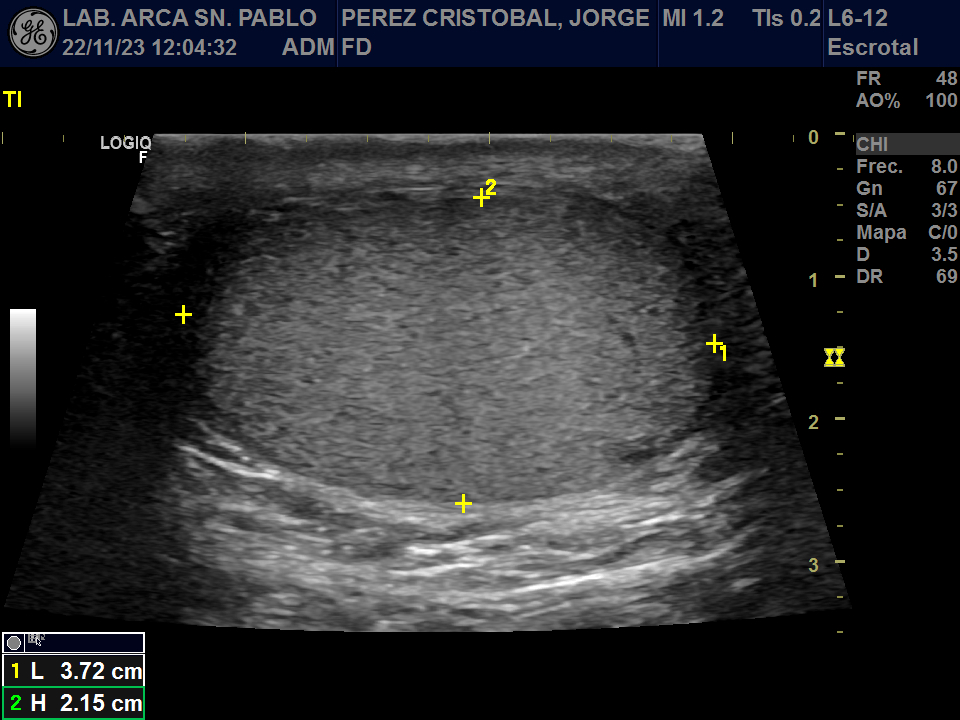 LAB. ARCA SN. PABLO PEREZ CRISTOBAL, JORGE MI 1.2 TIs 0.2 L6-12
22/11/23 12:04:32 ADM FD Escrotal
FR 48
TI
AO% 100
LOGIQ
F
0
CHI
Frec. 8.0
2
Gn 67
S/A 3/3
Mapa C/0
D 3.5
1
DR 69
1
2
3
1 L 3.72 cm
2 H 2.15 cm